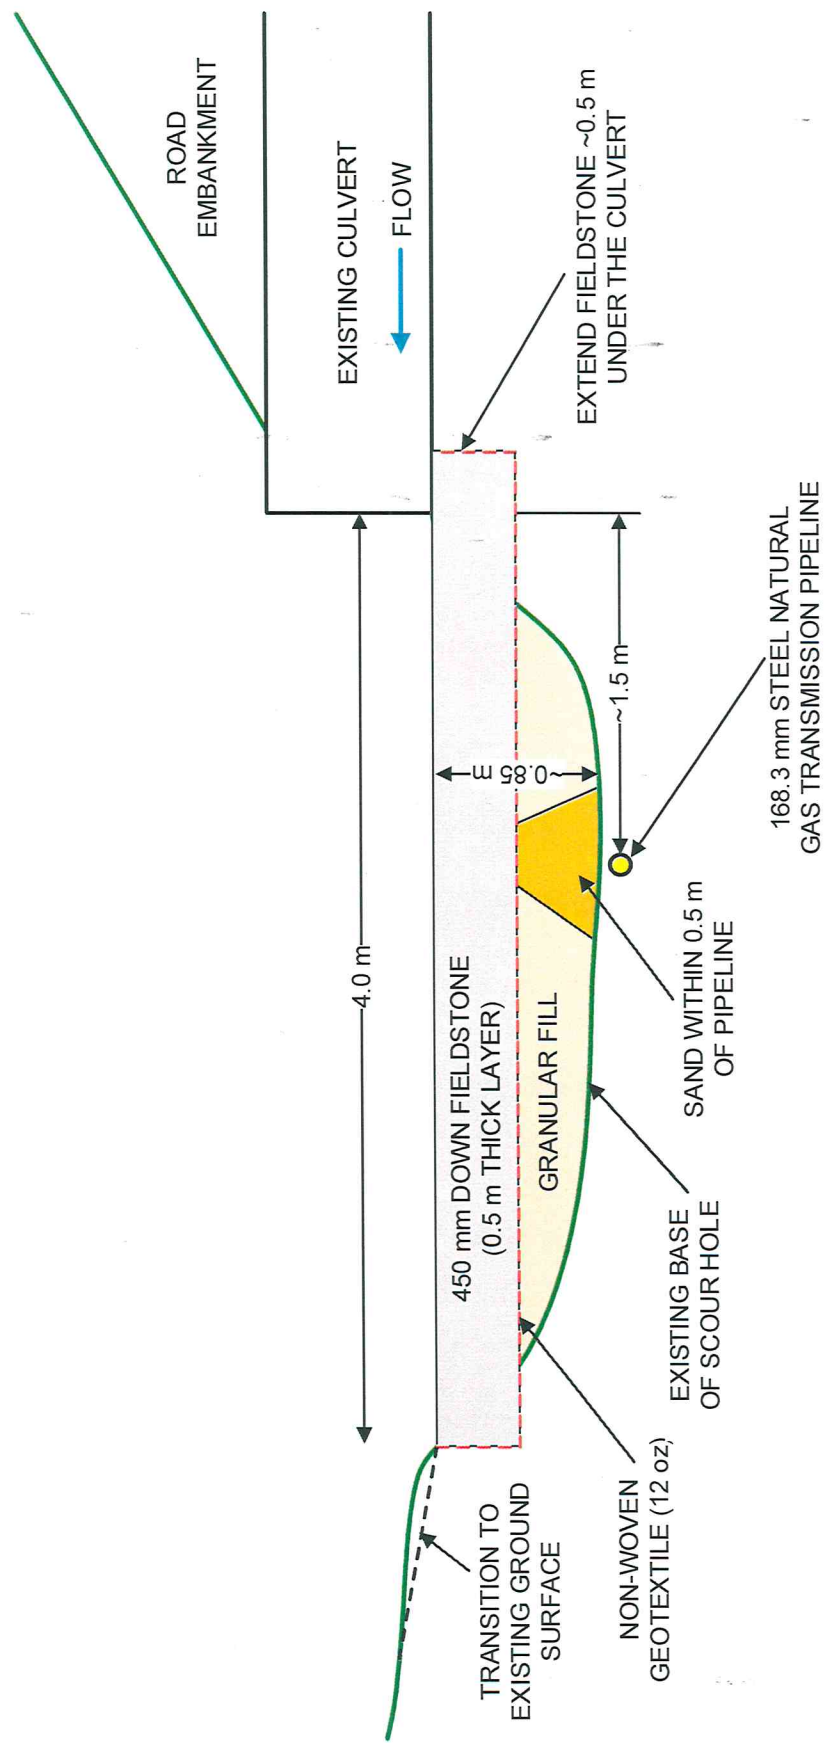 ROAD
EMBANKMENT
EXISTING CULVERT
FLOW
EXTEND FIELDSTONE ~0.5 m
UNDER THE CULVERT
4.0 m
450 mm DOWN FIELDSTONE
(0.5 m THICK LAYER)
~0.85 m
~1.5 m
GRANULAR FILL
TRANSITION TO
EXISTING GROUND
SURFACE
NON-WOVEN
GEOTEXTILE (12 oz)
EXISTING BASE
OF SCOUR HOLE
SAND WITHIN 0.5 m
OF PIPELINE
168.3 mm STEEL NATURAL
GAS TRANSMISSION PIPELINE